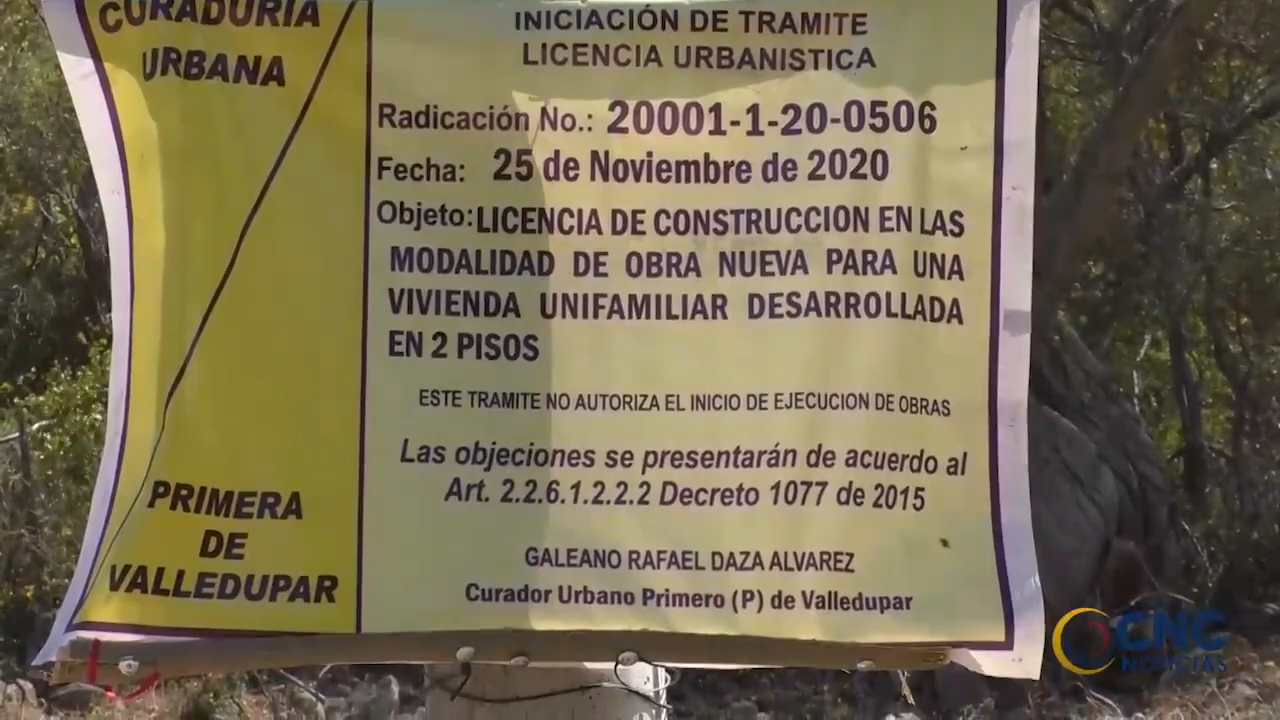 CURADURIA
URBANA
PRIMERA
DE
VALLEDUPAR
INICIACIÓN DE TRAMITE
LICENCIA URBANISTICA
Radicación No.: 20001-1-20-0506
Fecha: 25 de Noviembre de 2020
Objeto: LICENCIA DE CONSTRUCCION EN LAS
MODALIDAD DE OBRA NUEVA PARA UNA
VIVIENDA UNIFAMILIAR DESARROLLADA
EN 2 PISOS
ESTE TRAMITE NO AUTORIZA EL INICIO DE EJECUCION DE OBRAS
Las objeciones se presentarán de acuerdo al
Art. 2.2.6.1.2.2.2 Decreto 1077 de 2015
GALEANO RAFAEL DAZA ALVAREZ
Curador Urbano Primero (P) de Valledupar
CNC
NOTICIAS